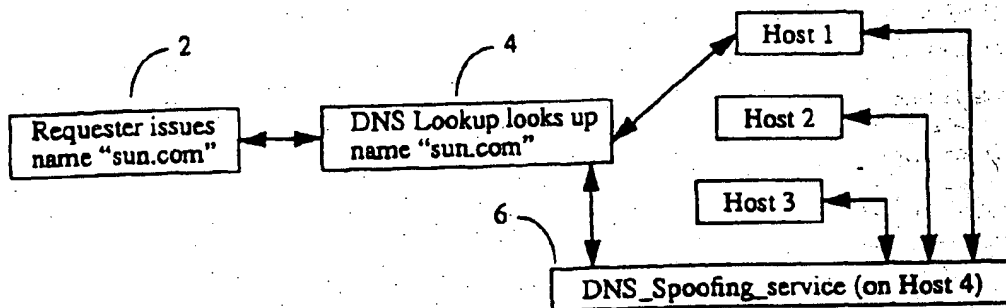 2
4
Host 1
Requester issues
name "sun.com"
DNS Lookup looks up
name "sun.com"
Host 2
Host 3
6
DNS_Spoofing_service (on Host 4)